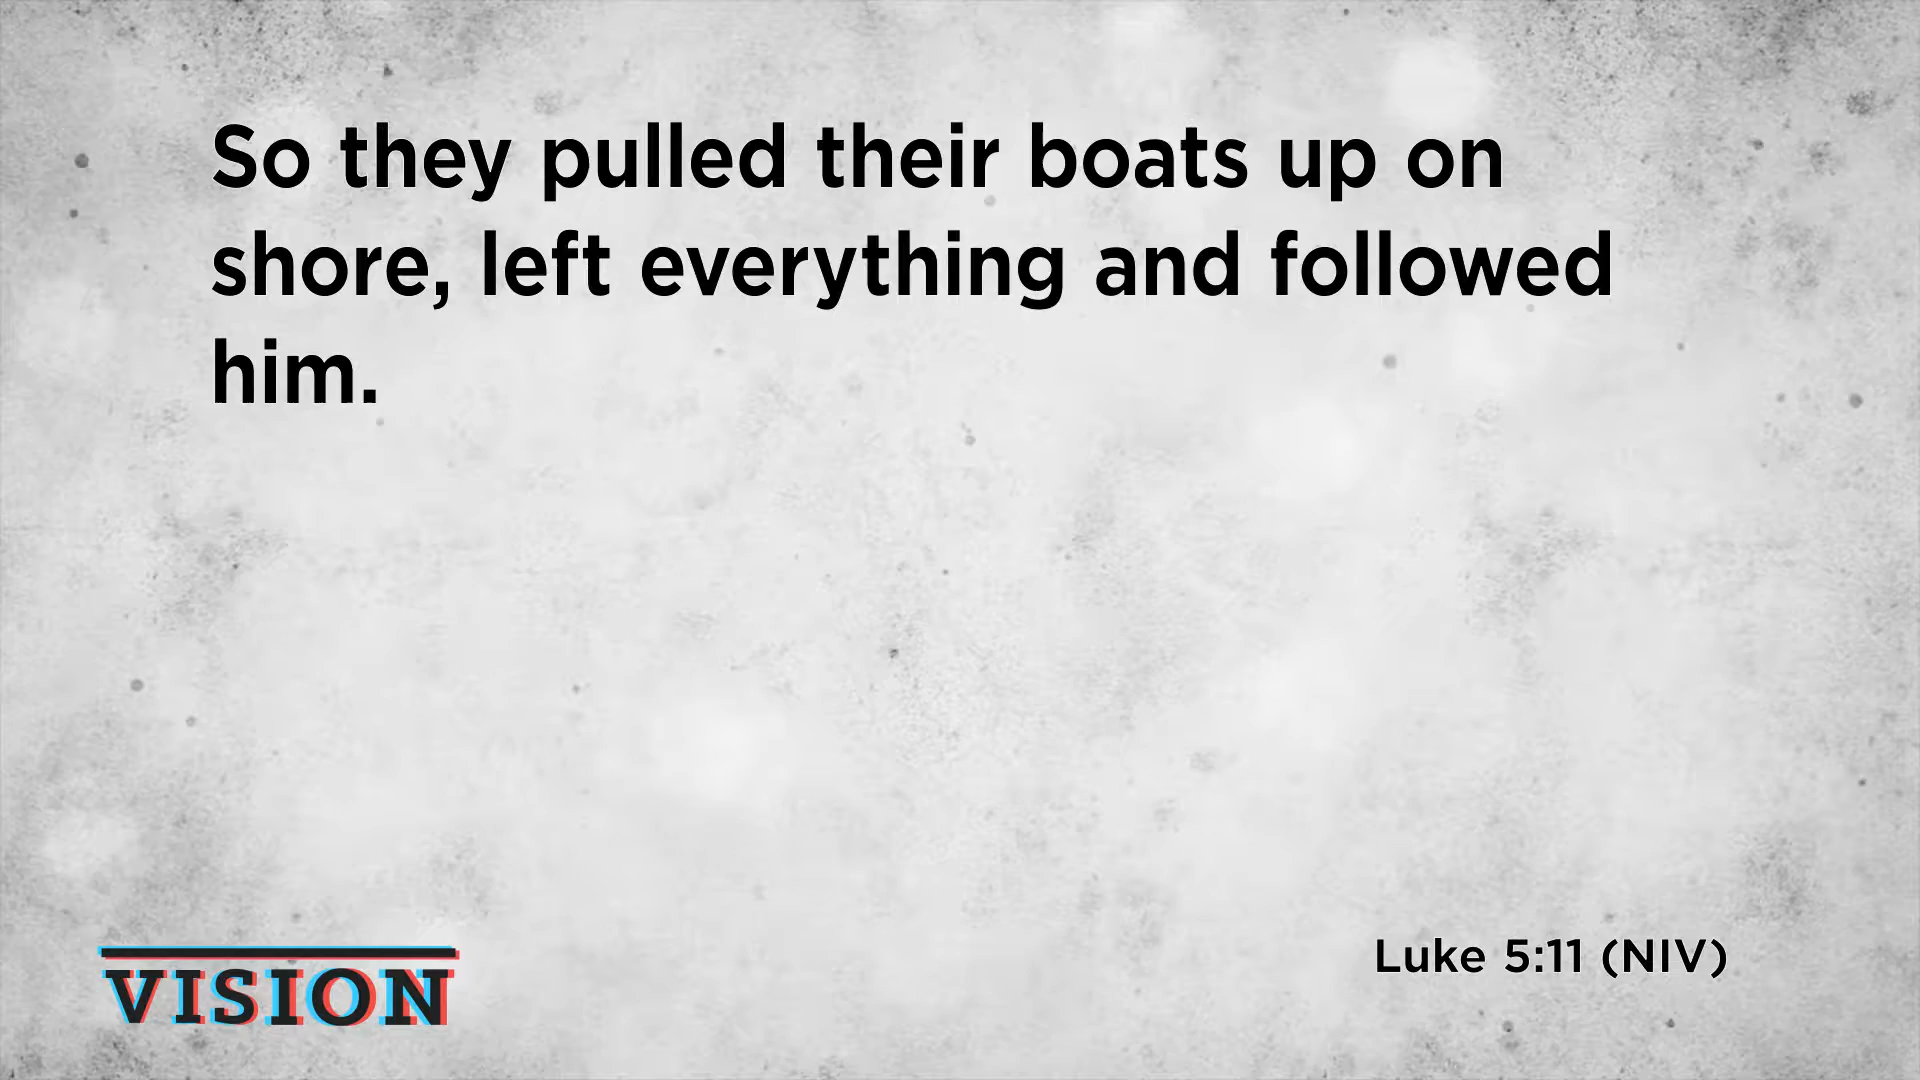 So they pulled their boats up on
shore, left everything and followed
him.
VISION
Luke 5:11 (NIV)